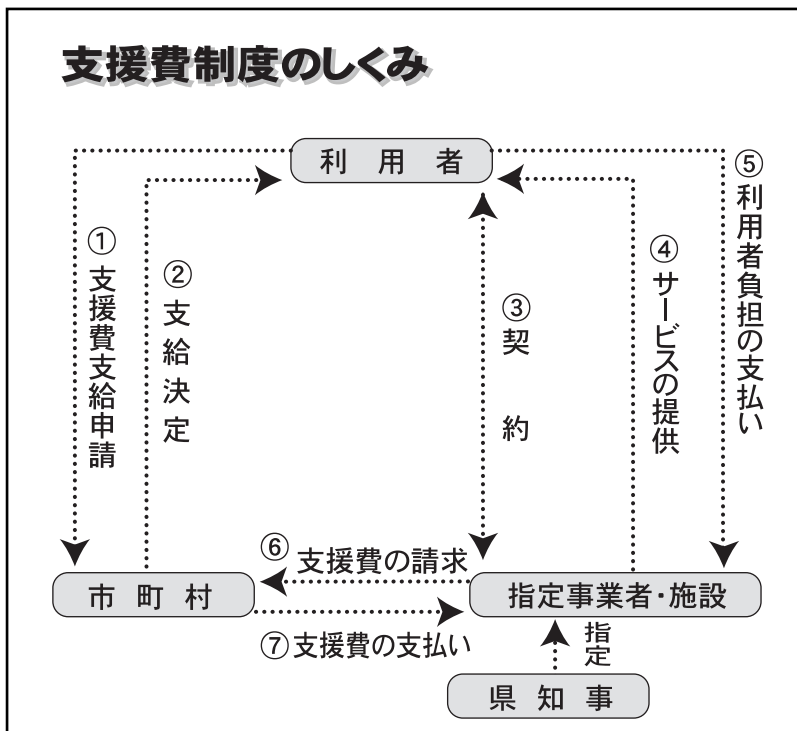 支援費制度のしくみ
利用者
①支援費支給申請
②支給決定
③契約
④サービスの提供
⑤利用者負担の支払い
⑥支援費の請求
市町村
指定事業者・施設
⑦支援費の支払い
指定
県知事